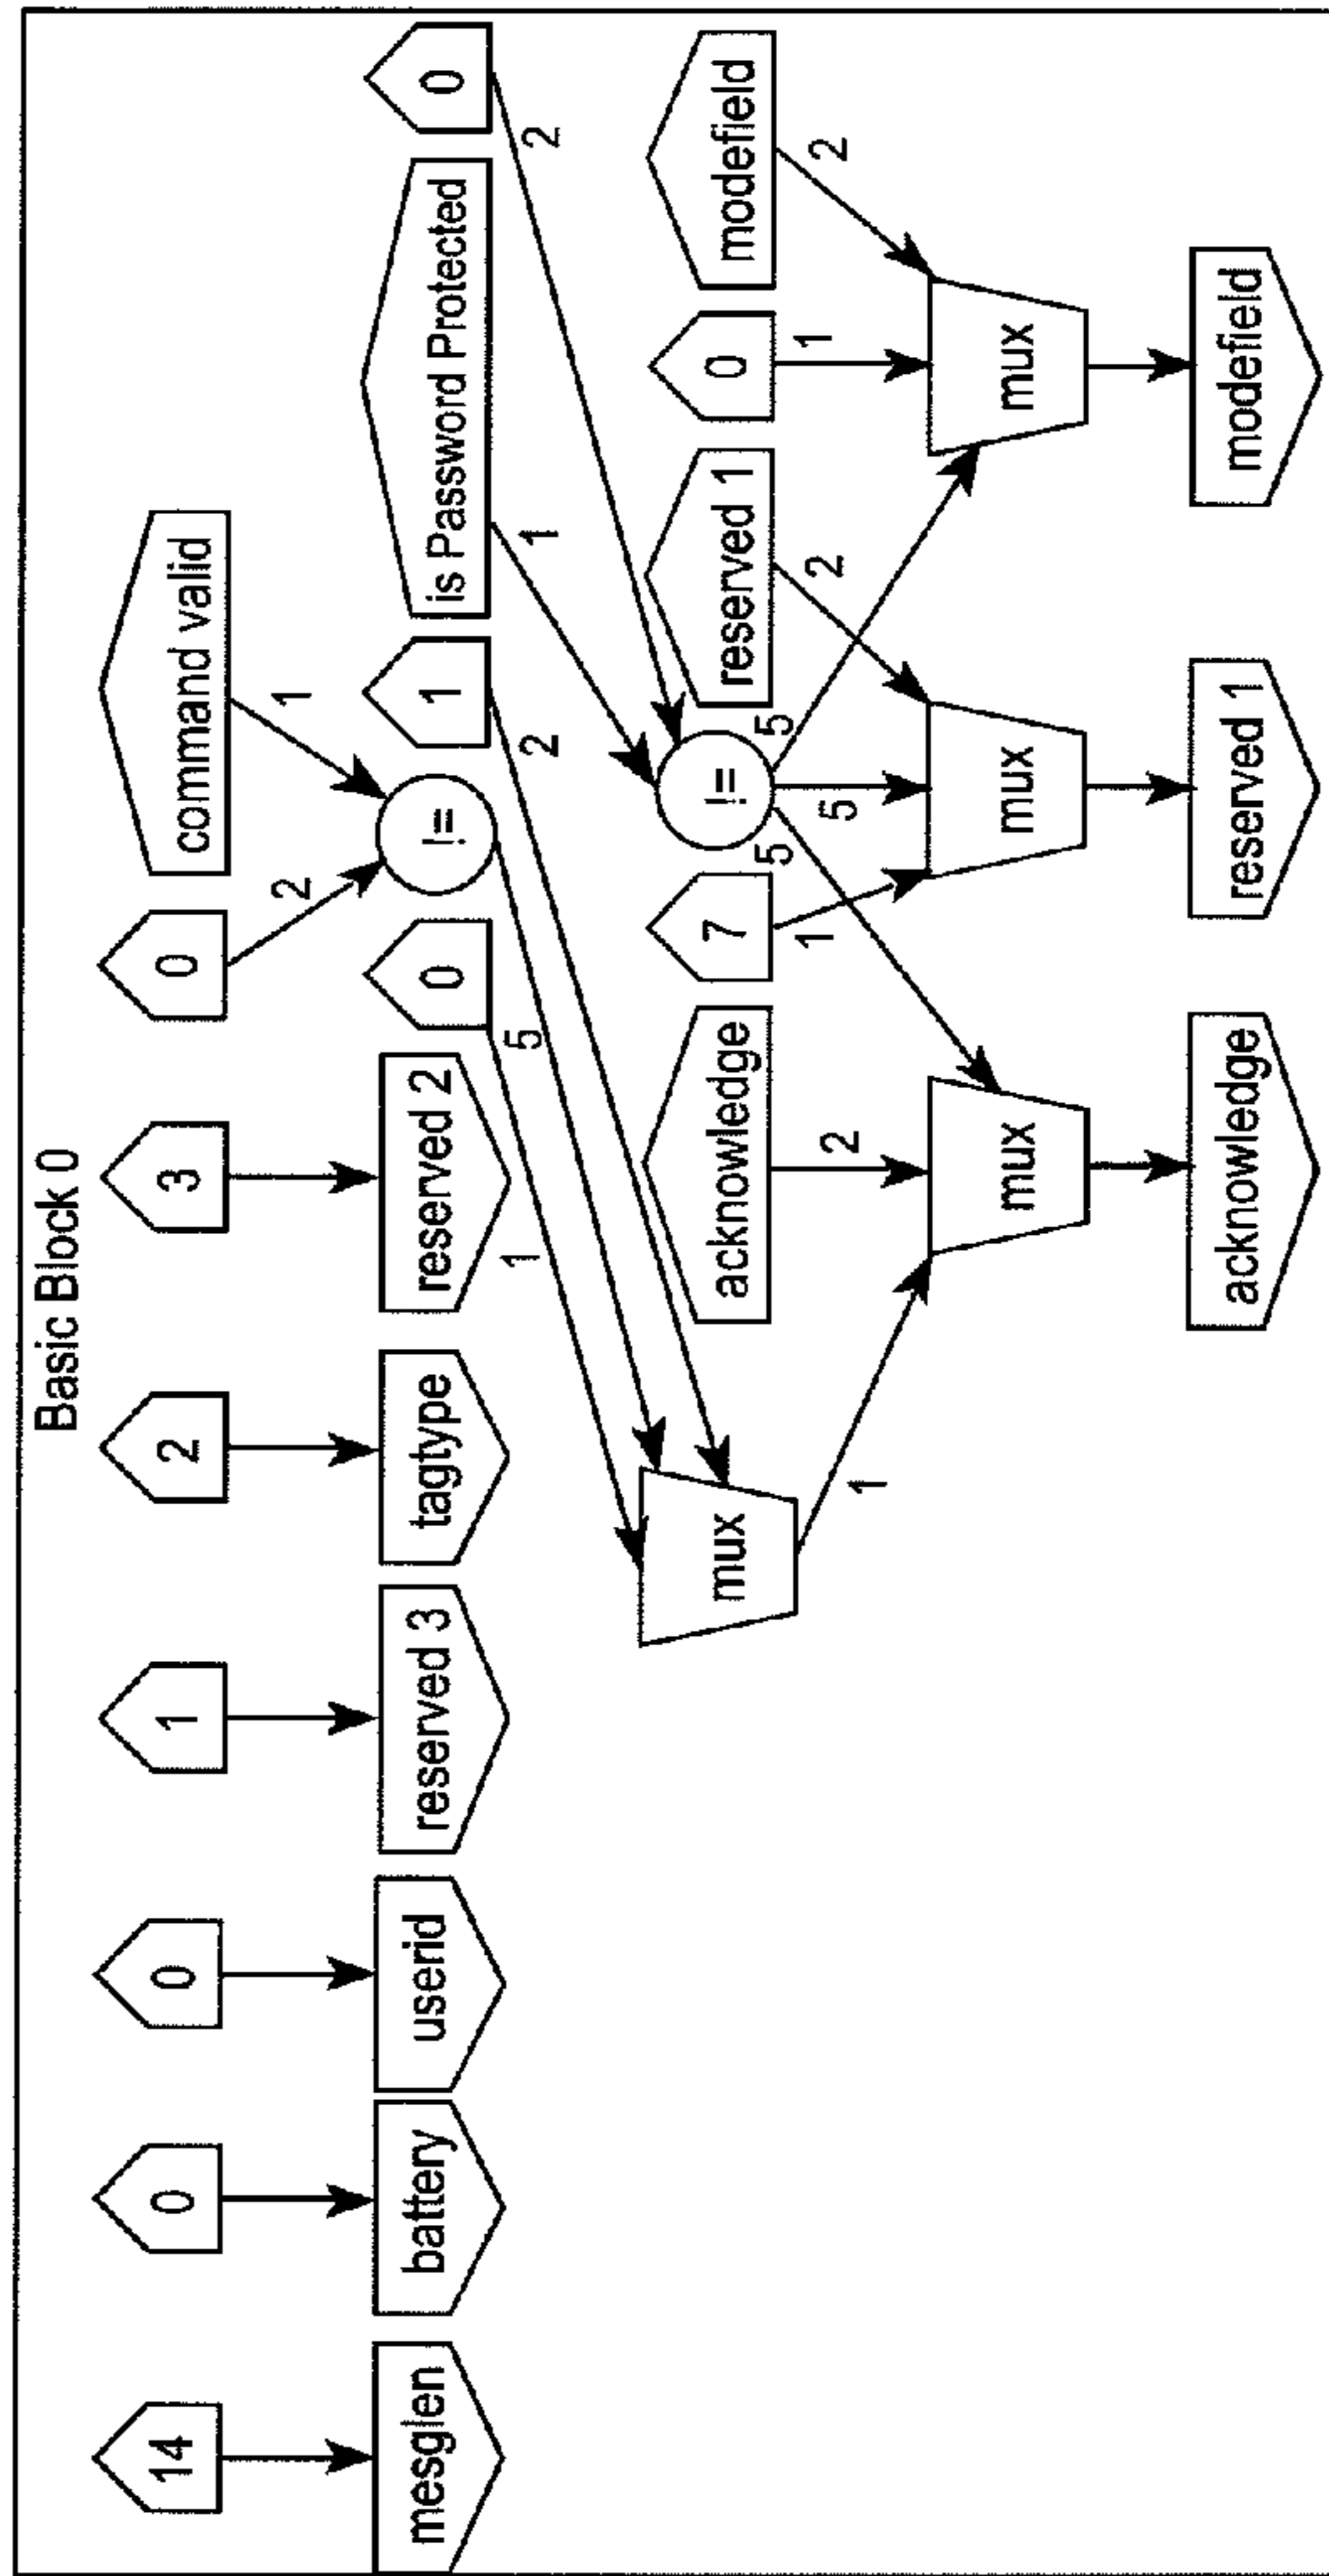 Basic Block 0
14
0
0
1
2
3
0
command valid
2
1
mesglen
battery
userid
reserved 3
tagtype
reserved 2
0
!=
1
is Password Protected
0
1
5
2
1
2
mux
acknowledge
7
!=
reserved 1
0
modefield
1
2
1
5
5
5
2
1
2
mux
mux
mux
acknowledge
reserved 1
modefield